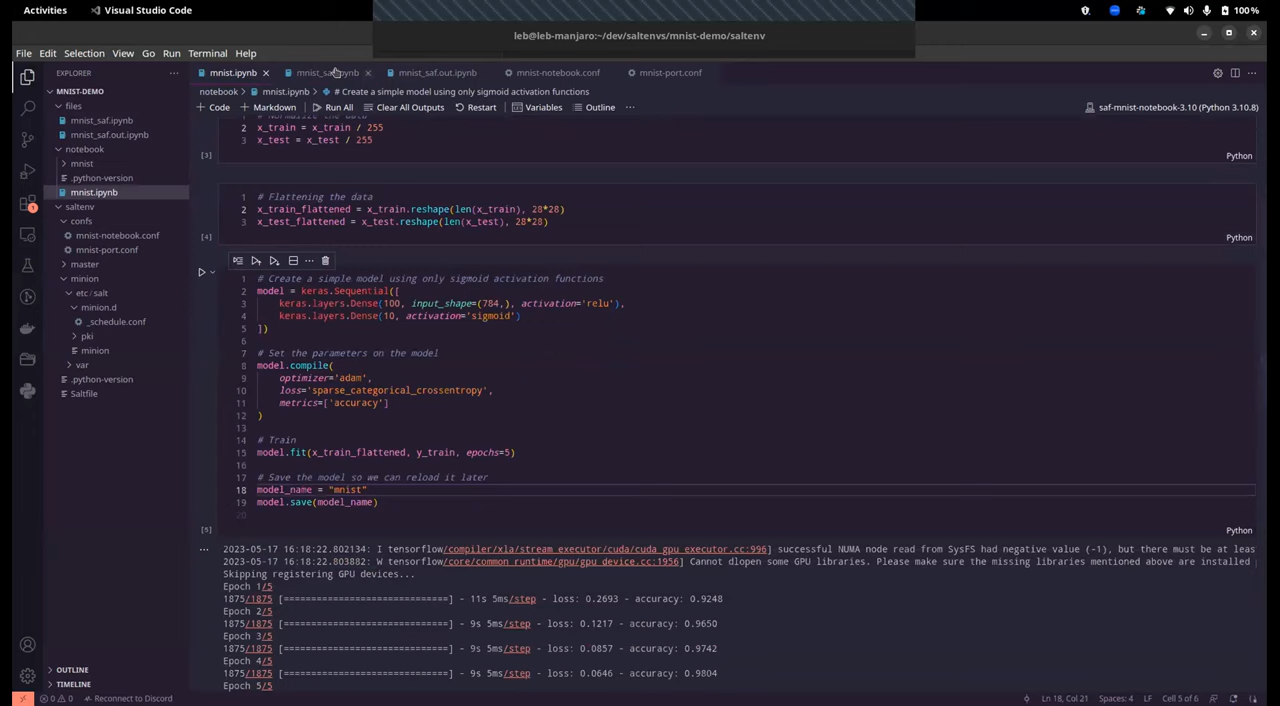 Activities
Visual Studio Code
100%
leb@leb-manjaro:~/dev/saltenvs/mnist-demo/saltenv
File Edit Selection View Go Run Terminal Help
EXPLORER
mnist.ipynb
mnist_saf.out.ipynb
mnist-notebook.conf
mnist-port.conf
notebook > mnist.ipynb > # Create a simple model using only sigmoid activation functions
+ Code + Markdown Run All Clear All Outputs Restart Variables Outline ...
saf-mnist-notebook-3.10 (Python 3.10.8)
MNIST-DEMO
files
mnist_saf.ipynb
mnist_saf.out.ipynb
notebook
mnist
.python-version
mnist.ipynb
saltenv
confs
mnist-notebook.conf
mnist-port.conf
master
minion
etc / salt
minion.d
_schedule.conf
pki
minion
var
.python-version
Saltfile
OUTLINE
TIMELINE
2 x_train = x_train / 255
3 x_test = x_test / 255
[3]
Python
1 # Flattening the data
2 x_train_flattened = x_train.reshape(len(x_train), 28*28)
3 x_test_flattened = x_test.reshape(len(x_test), 28*28)
[4]
Python
1 # Create a simple model using only sigmoid activation functions
2 model = keras.Sequential([
3 keras.layers.Dense(100, input_shape=(784,), activation='relu'),
4 keras.layers.Dense(10, activation='sigmoid')
5 ])
6
7 # Set the parameters on the model
8 model.compile(
9 optimizer='adam',
10 loss='sparse_categorical_crossentropy',
11 metrics=['accuracy']
12 )
13
14 # Train
15 model.fit(x_train_flattened, y_train, epochs=5)
16
17 # Save the model so we can reload it later
18 model_name = "mnist"
19 model.save(model_name)
20
[5]
Python
2023-05-17 16:18:22.802134: I tensorflow/compiler/xla/stream_executor/cuda/cuda_gpu_executor.cc:996] successful NUMA node read from SysFS had negative value (-1), but there must be at leas
2023-05-17 16:18:22.803882: W tensorflow/core/common_runtime/gpu/gpu_device.cc:1956] Cannot dlopen some GPU libraries. Please make sure the missing libraries mentioned above are installed
Skipping registering GPU devices...
Epoch 1/5
1875/1875 [==============================] - 11s 5ms/step - loss: 0.2693 - accuracy: 0.9248
Epoch 2/5
1875/1875 [==============================] - 9s 5ms/step - loss: 0.1217 - accuracy: 0.9650
Epoch 3/5
1875/1875 [==============================] - 9s 5ms/step - loss: 0.0857 - accuracy: 0.9742
Epoch 4/5
1875/1875 [==============================] - 9s 5ms/step - loss: 0.0646 - accuracy: 0.9804
Epoch 5/5
0 0 Reconnect to Discord
Ln 18, Col 21 Spaces: 4 LF Cell 5 of 6